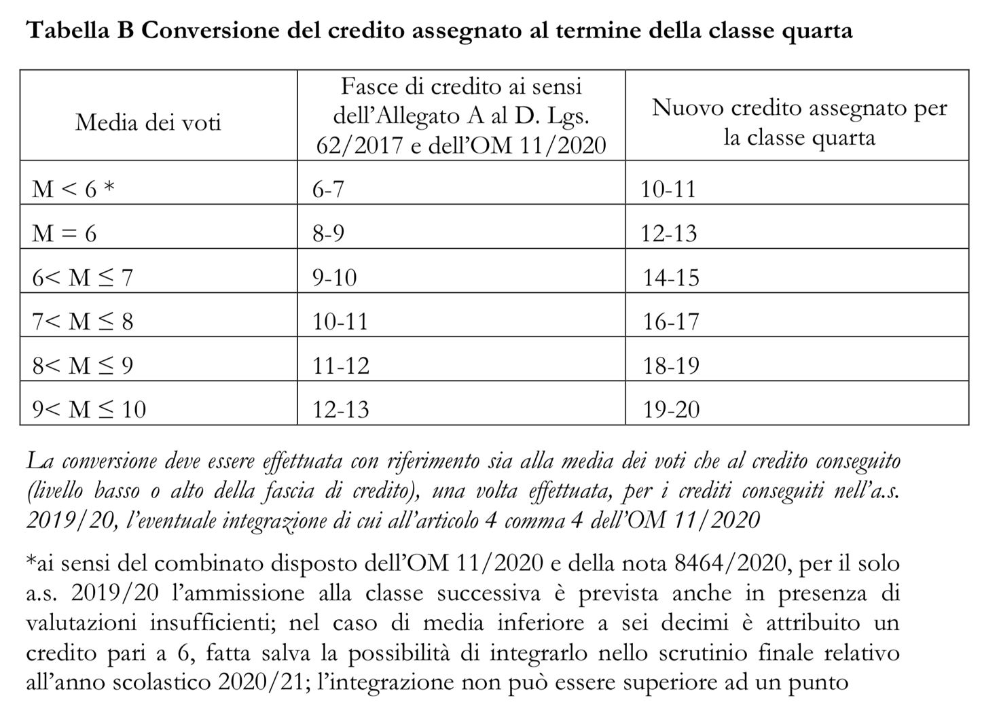 Tabella B Conversione del credito assegnato al termine della classe quarta
Media dei voti
Fasce di credito ai sensi
dell'Allegato A al D. Lgs.
62/2017 e dell'OM 11/2020
Nuovo credito assegnato per
la classe quarta
M < 6 * 6-7 10-11
M = 6 8-9 12-13
6< M ≤ 7 9-10 14-15
7< M ≤ 8 10-11 16-17
8< M ≤ 9 11-12 18-19
9< M ≤ 10 12-13 19-20
La conversione deve essere effettuata con riferimento sia alla media dei voti che al credito conseguito
(livello basso o alto della fascia di credito), una volta effettuata, per i crediti conseguiti nell'a.s.
2019/20, l'eventuale integrazione di cui all'articolo 4 comma 4 dell'OM 11/2020
*ai sensi del combinato disposto dell'OM 11/2020 e della nota 8464/2020, per il solo
a.s. 2019/20 l'ammissione alla classe successiva è prevista anche in presenza di
valutazioni insufficienti; nel caso di media inferiore a sei decimi è attribuito un
credito pari a 6, fatta salva la possibilità di integrarlo nello scrutinio finale relativo
all'anno scolastico 2020/21; l'integrazione non può essere superiore ad un punto